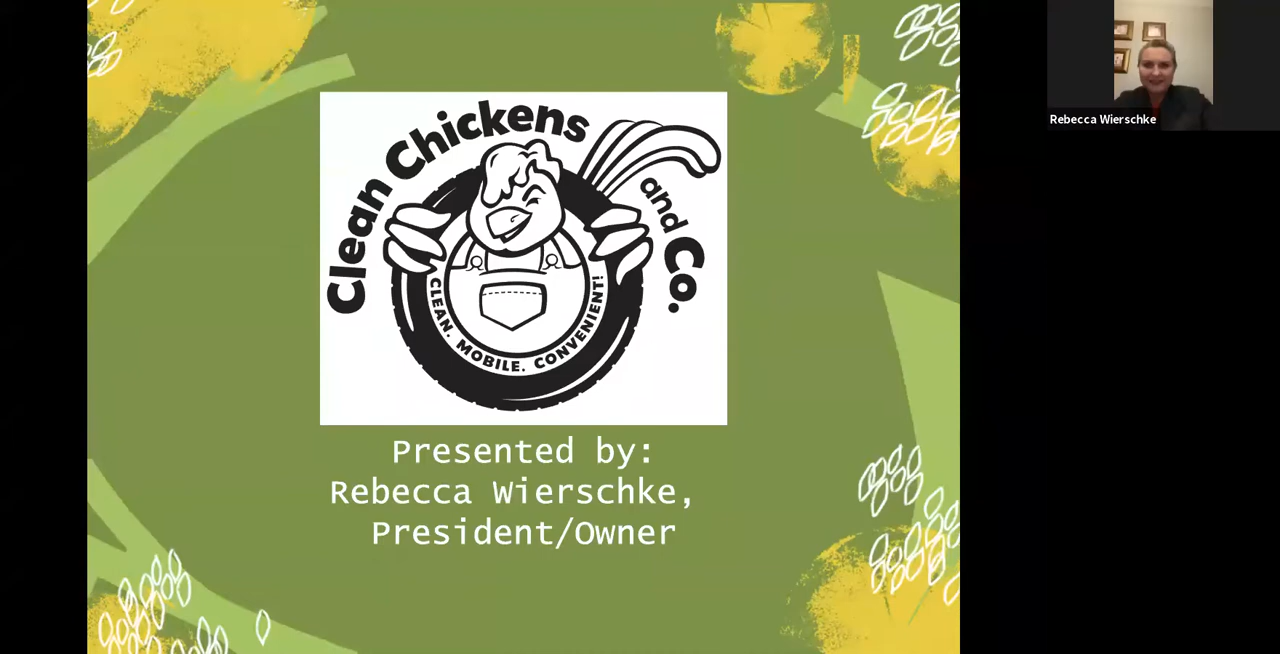 Clean Chickens
and Co.
CLEAN. MOBILE. CONVENIENT!
Presented by:
Rebecca Wierschke,
President/Owner
Rebecca Wierschke